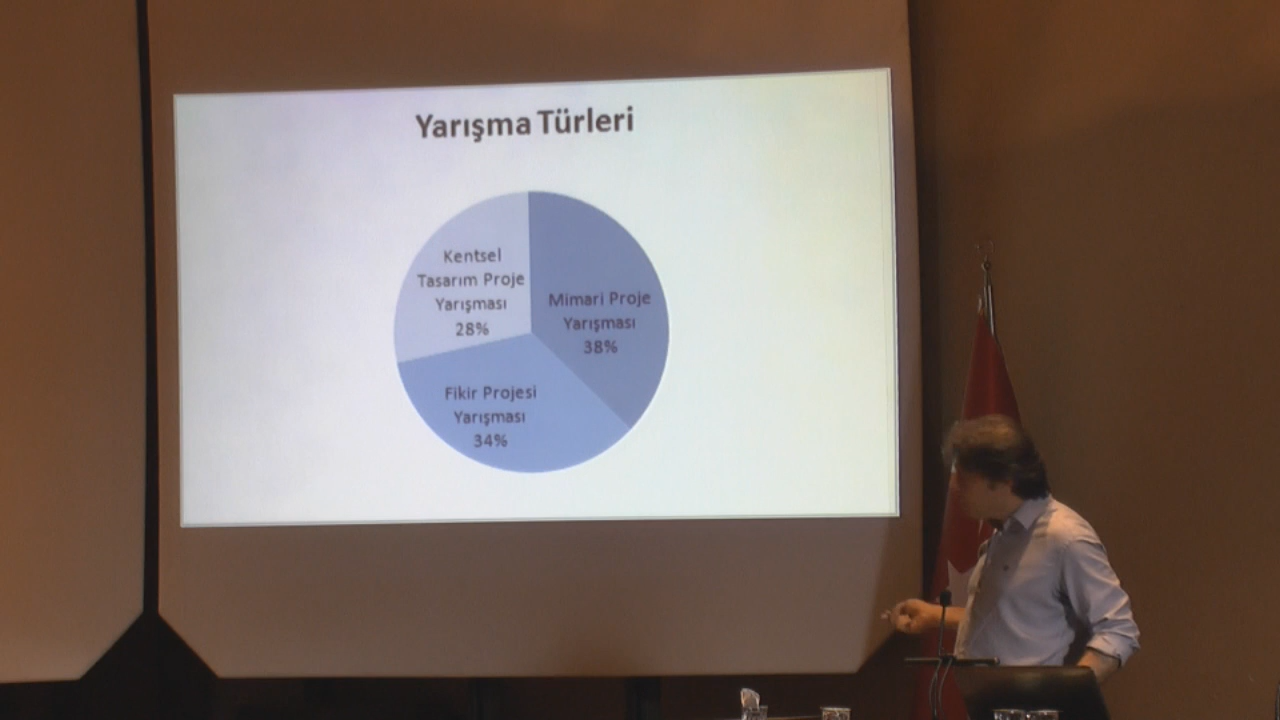 Yarışma Türleri
Kentsel
Tasarım Proje
Yarışması
28%
Mimari Proje
Yarışması
38%
Fikir Projesi
Yarışması
34%